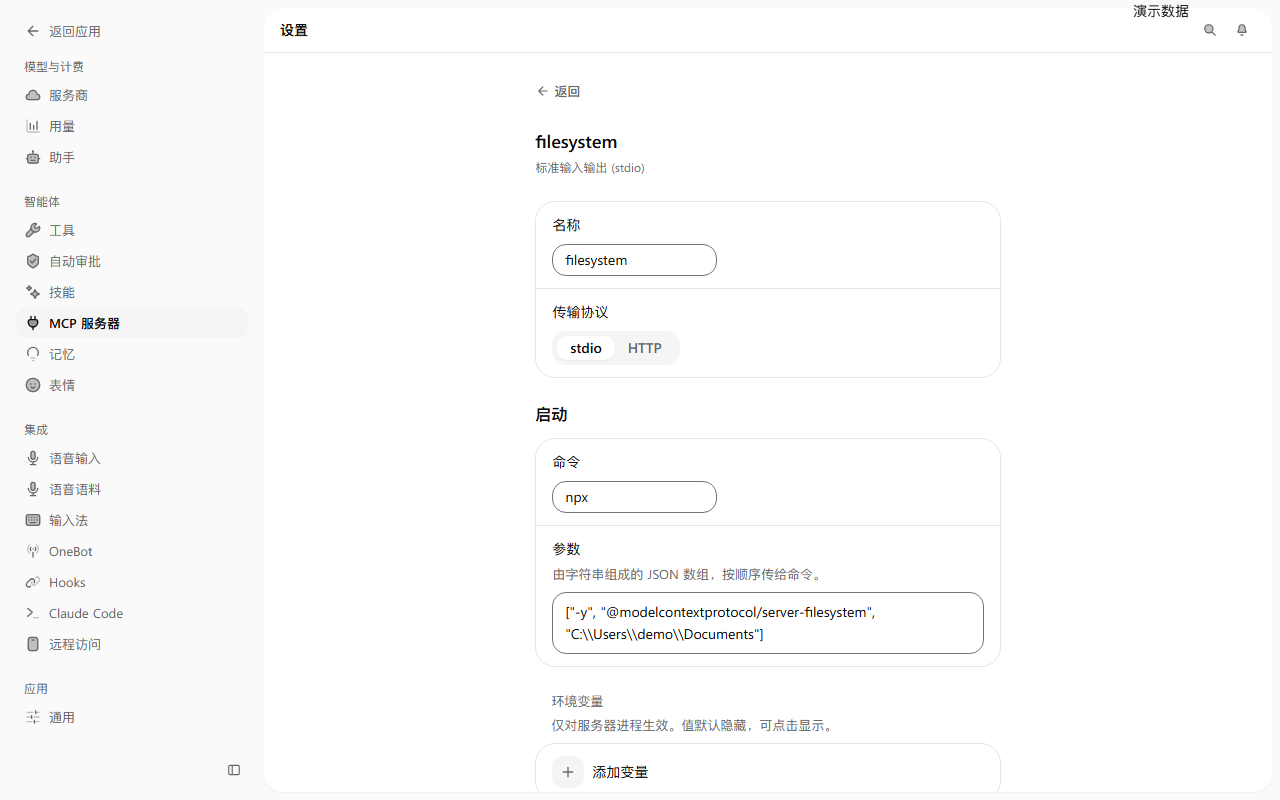 返回应用
模型与计费
服务商
用量
助手
智能体
工具
自动审批
技能
MCP 服务器
记忆
表情
集成
语音输入
语音语料
输入法
OneBot
Hooks
Claude Code
远程访问
应用
通用
设置
演示数据
返回
filesystem
标准输入输出 (stdio)
名称
filesystem
传输协议
stdio HTTP
启动
命令
npx
参数
由字符串组成的 JSON 数组，按顺序传给命令。
["-y", "@modelcontextprotocol/server-filesystem",
"C:\\Users\\demo\\Documents"]
环境变量
仅对服务器进程生效。值默认隐藏，可点击显示。
添加变量